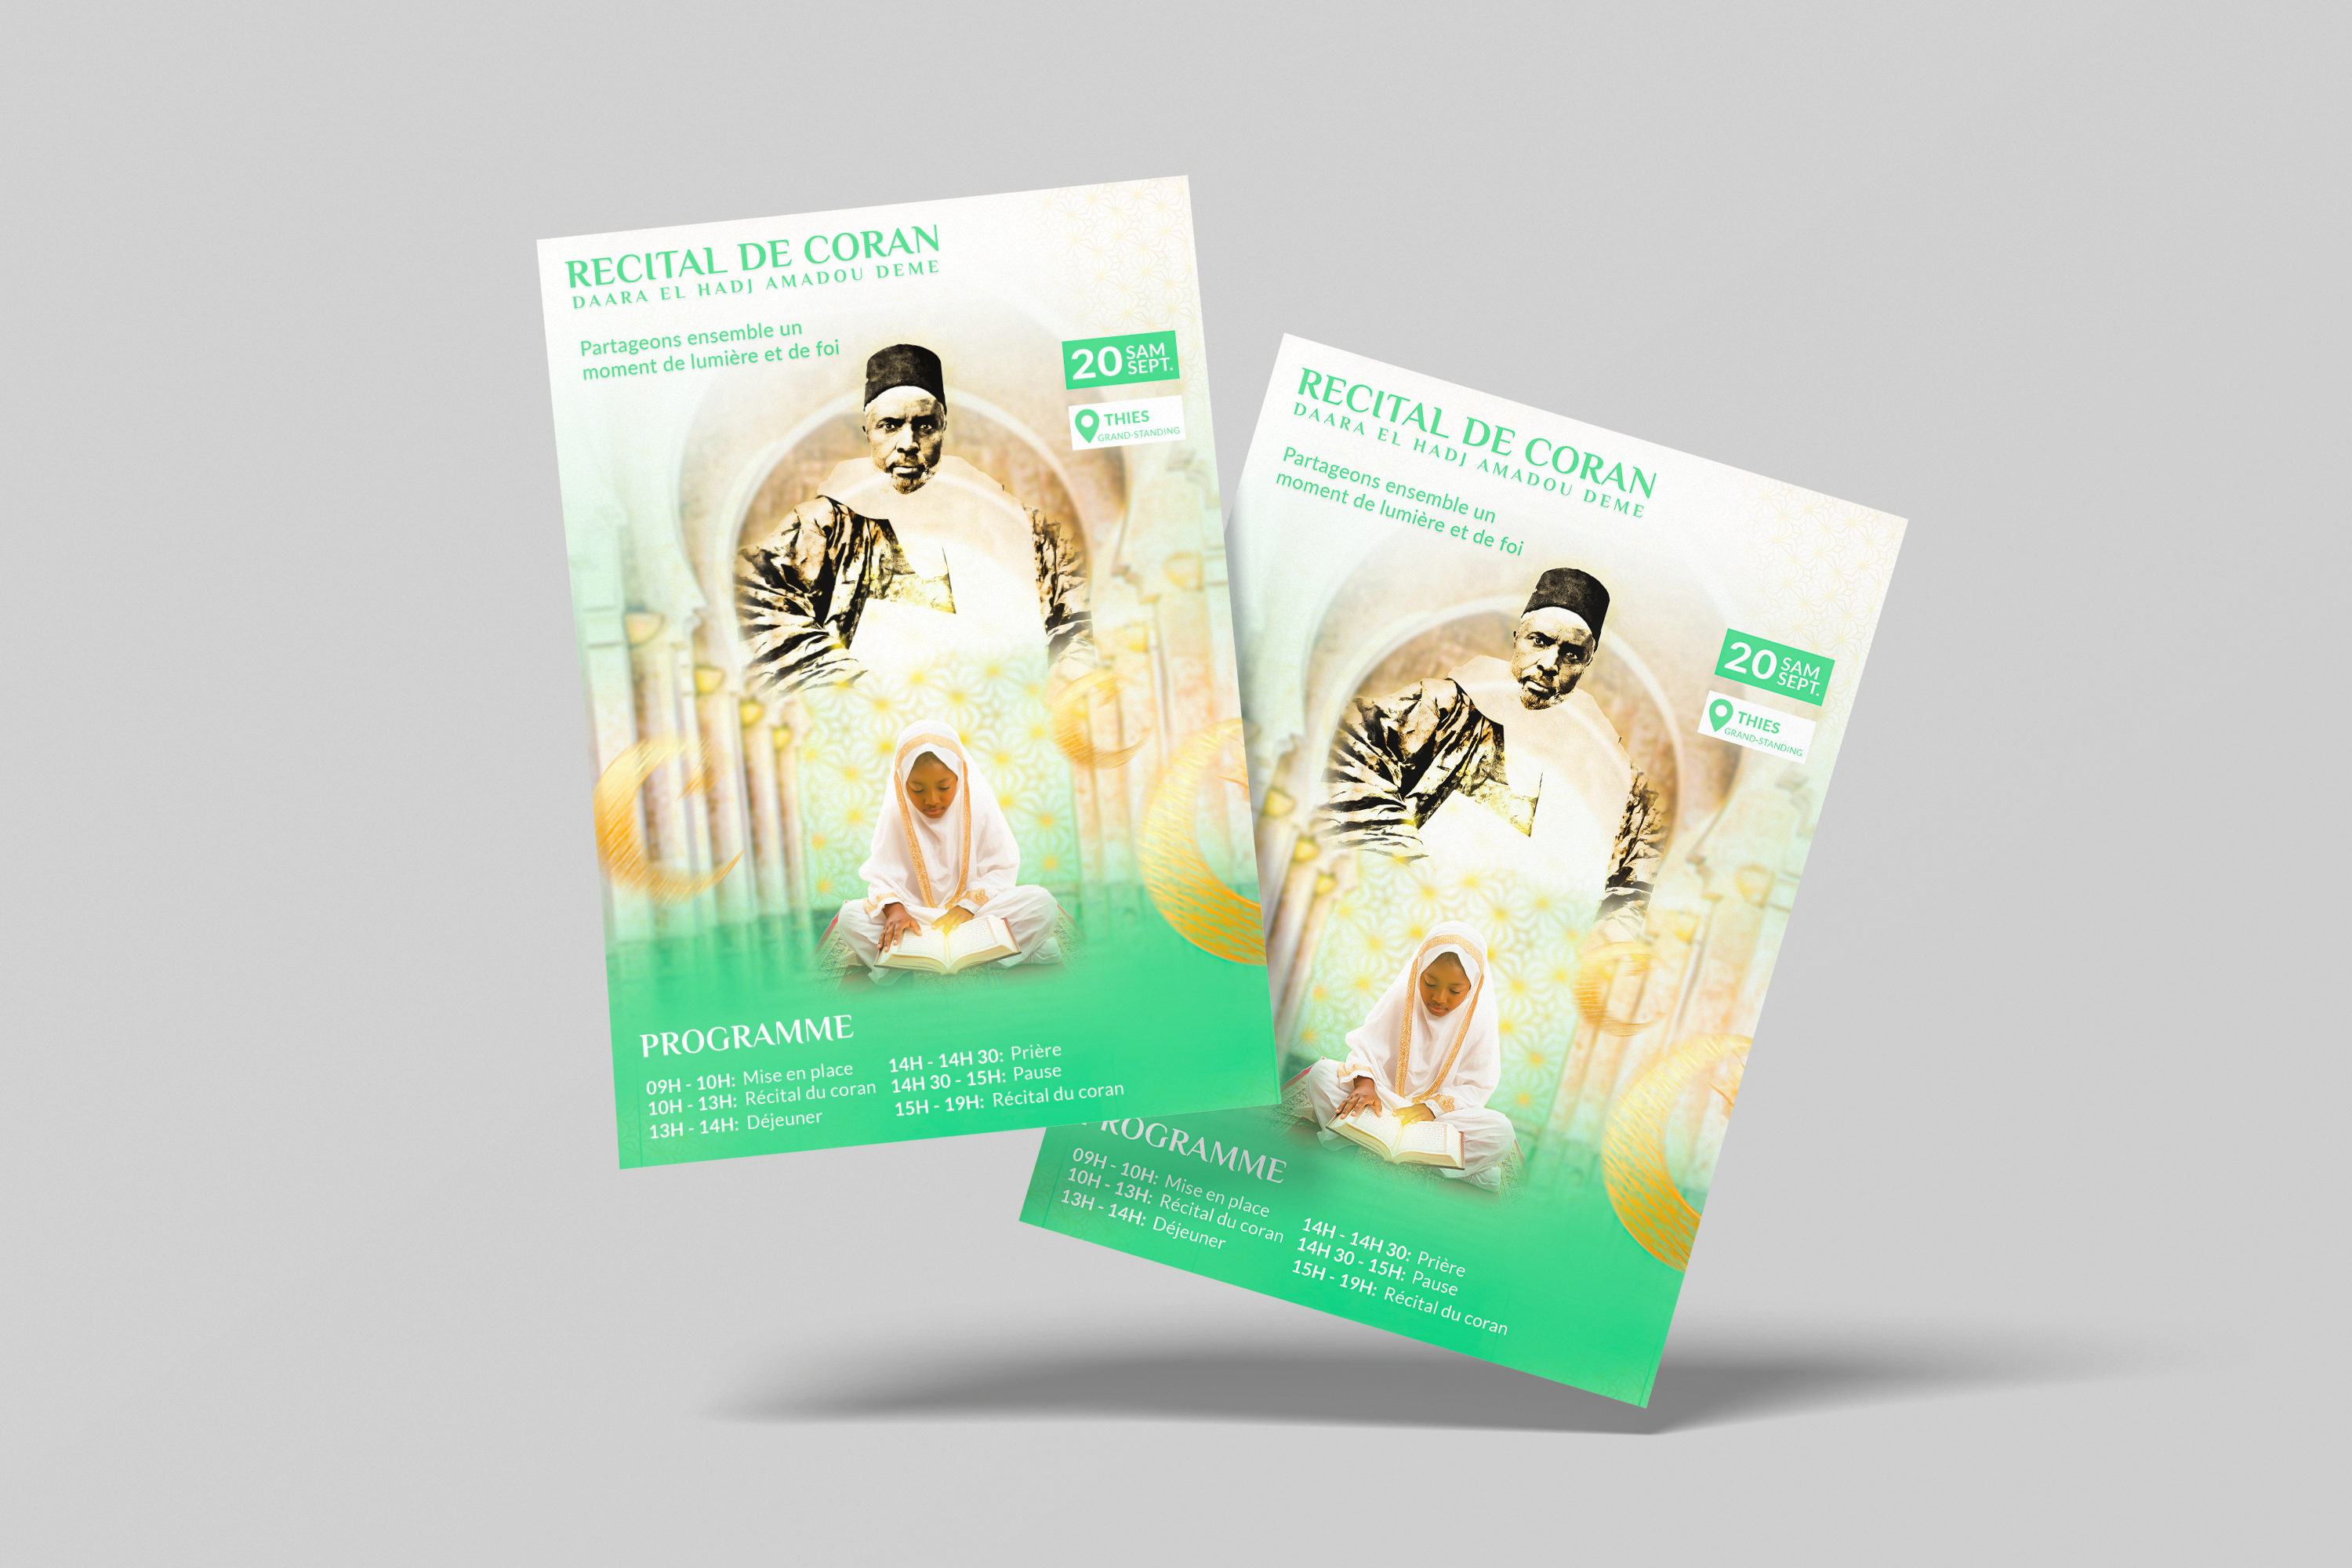 RECITAL DE CORAN
DAARA EL HADJ AMADOU DEME
Partageons ensemble un
moment de lumière et de foi
20 SAM
SEPT.
THIES
GRAND-STANDING
PROGRAMME
09H - 10H: Mise en place
10H - 13H: Récital du coran
13H - 14H: Déjeuner
14H - 14H 30: Prière
14H 30 - 15H: Pause
15H - 19H: Récital du coran
RECITAL DE CORAN
DAARA EL HADJ AMADOU DEME
Partageons ensemble un
moment de lumière et de foi
20 SAM
SEPT.
THIES
GRAND-STANDING
PROGRAMME
09H - 10H: Mise en place
10H - 13H: Récital du coran
13H - 14H: Déjeuner
14H - 14H 30: Prière
14H 30 - 15H: Pause
15H - 19H: Récital du coran